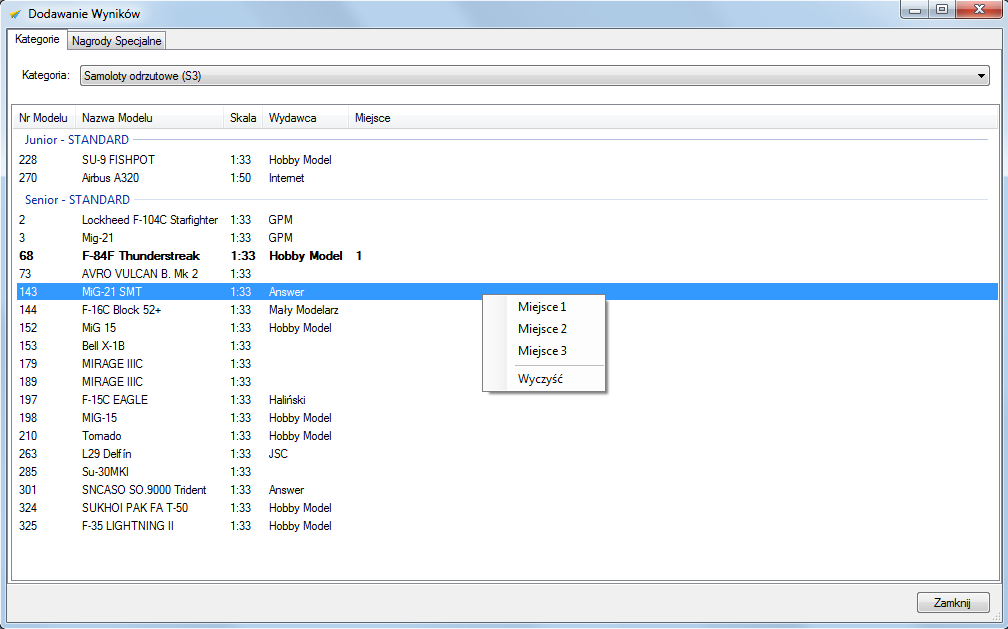 Dodawanie Wyników
Kategorie Nagrody Specjalne
Kategoria: Samoloty odrzutowe (S3)
Nr Modelu Nazwa Modelu Skala Wydawca Miejsce
Junior - STANDARD
228 SU-9 FISHPOT 1:33 Hobby Model
270 Airbus A320 1:50 Internet
Senior - STANDARD
2 Lockheed F-104C Starfighter 1:33 GPM
3 Mig-21 1:33 GPM
68 F-84F Thunderstreak 1:33 Hobby Model 1
73 AVRO VULCAN B. Mk 2 1:33
143 MiG-21 SMT 1:33 Answer
144 F-16C Block 52+ 1:33 Mały Modelarz
152 MiG 15 1:33 Hobby Model
153 Bell X-1B 1:33
179 MIRAGE IIIC 1:33
189 MIRAGE IIIC 1:33
197 F-15C EAGLE 1:33 Haliński
198 MIG-15 1:33 Hobby Model
210 Tornado 1:33 Hobby Model
263 L29 Delfín 1:33 JSC
285 Su-30MKI 1:33
301 SNCASO SO.9000 Trident 1:33 Answer
324 SUKHOI PAK FA T-50 1:33 Hobby Model
325 F-35 LIGHTNING II 1:33 Hobby Model
Miejsce 1
Miejsce 2
Miejsce 3
Wyczyść
Zamknij